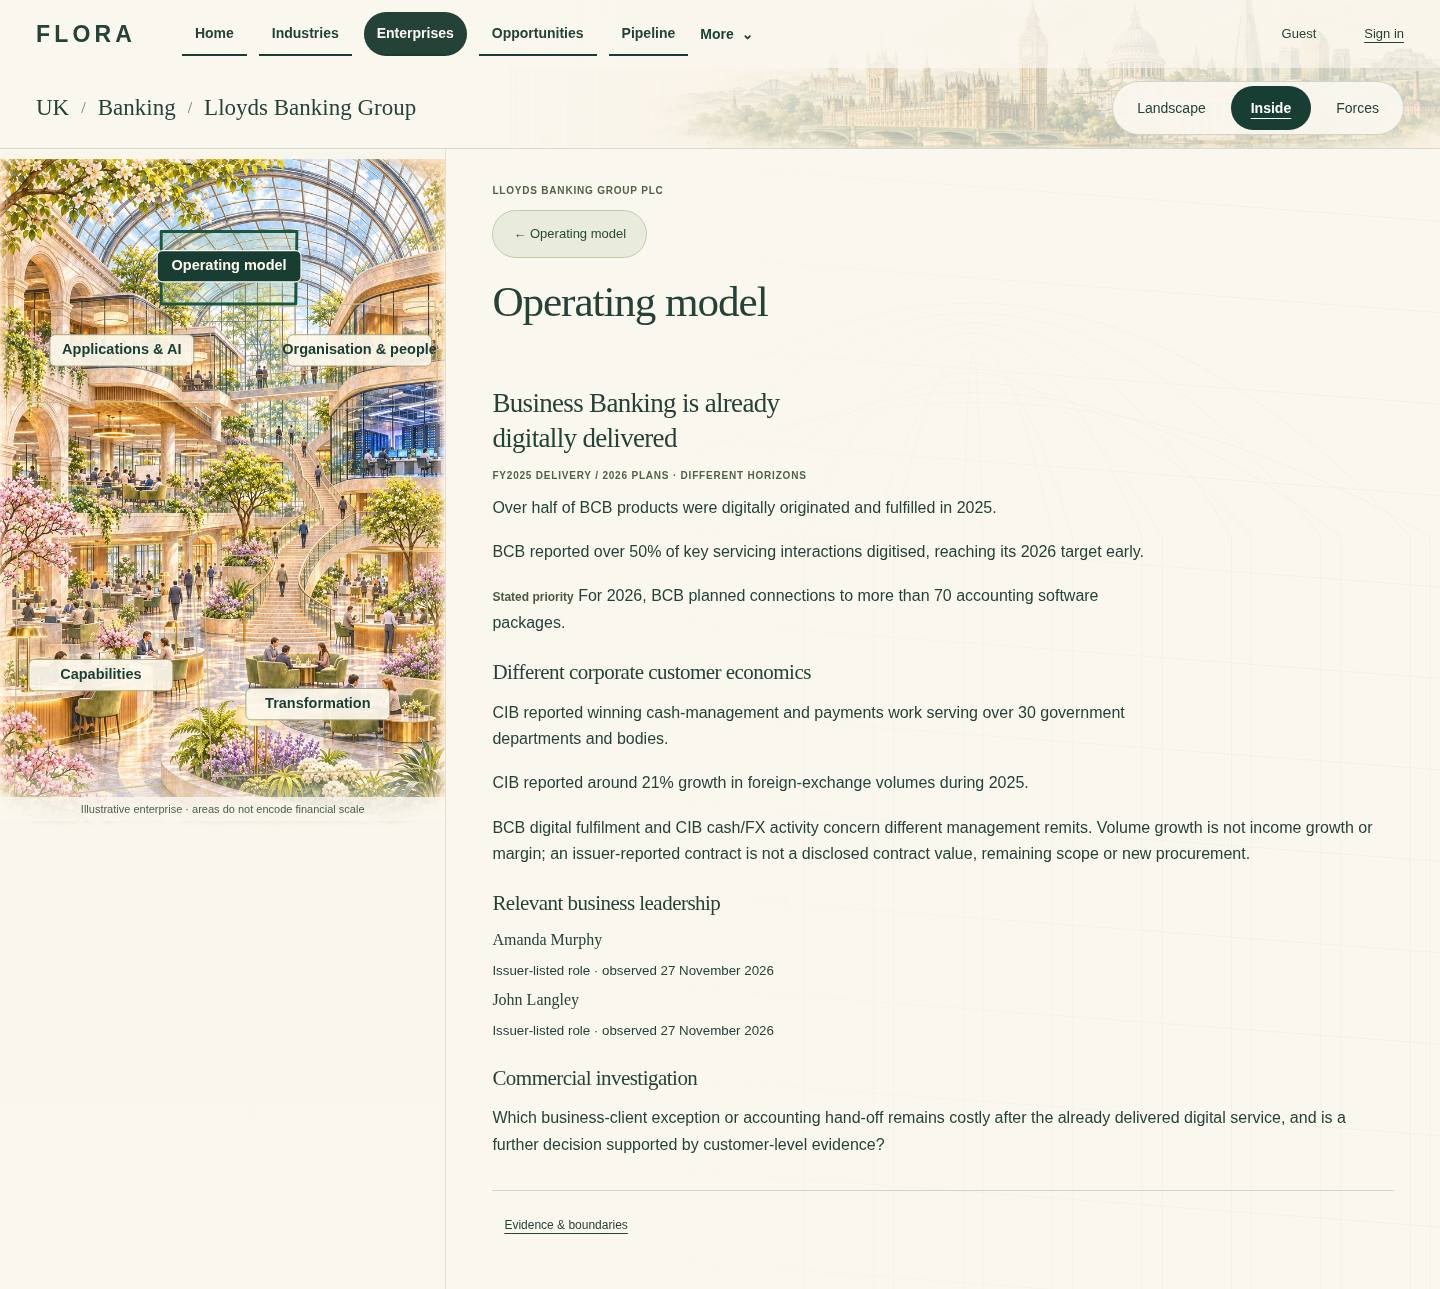 FLORA
Home
Industries
Enterprises
Opportunities
Pipeline
More
Guest
Sign in
UK / Banking / Lloyds Banking Group
Landscape
Inside
Forces
Operating model
Applications & AI
Organisation & people
Capabilities
Transformation
Illustrative enterprise · areas do not encode financial scale
LLOYDS BANKING GROUP PLC
← Operating model
Operating model
Business Banking is already
digitally delivered
FY2025 DELIVERY / 2026 PLANS · DIFFERENT HORIZONS
Over half of BCB products were digitally originated and fulfilled in 2025.
BCB reported over 50% of key servicing interactions digitised, reaching its 2026 target early.
Stated priority For 2026, BCB planned connections to more than 70 accounting software
packages.
Different corporate customer economics
CIB reported winning cash-management and payments work serving over 30 government
departments and bodies.
CIB reported around 21% growth in foreign-exchange volumes during 2025.
BCB digital fulfilment and CIB cash/FX activity concern different management remits. Volume growth is not income growth or
margin; an issuer-reported contract is not a disclosed contract value, remaining scope or new procurement.
Relevant business leadership
Amanda Murphy
Issuer-listed role · observed 27 November 2026
John Langley
Issuer-listed role · observed 27 November 2026
Commercial investigation
Which business-client exception or accounting hand-off remains costly after the already delivered digital service, and is a
further decision supported by customer-level evidence?
Evidence & boundaries